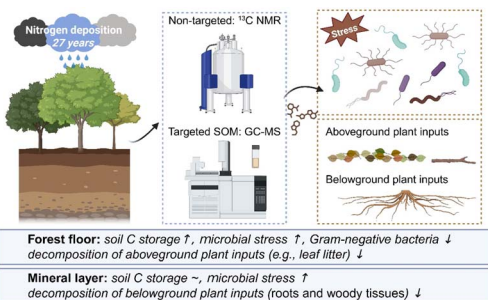 Nitrogen deposition
27 years
Non-targeted: ¹³C NMR
Targeted SOM: GC-MS
Stress
Aboveground plant inputs
Belowground plant inputs
Forest floor: soil C storage ↑, microbial stress ↑, Gram-negative bacteria ↓
decomposition of aboveground plant inputs (e.g., leaf litter) ↓
Mineral layer: soil C storage ~, microbial stress ↑
decomposition of belowground plant inputs (roots and woody tissues) ↓